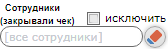 Сотрудники
(закрывали чек) исключить
[все сотрудники]